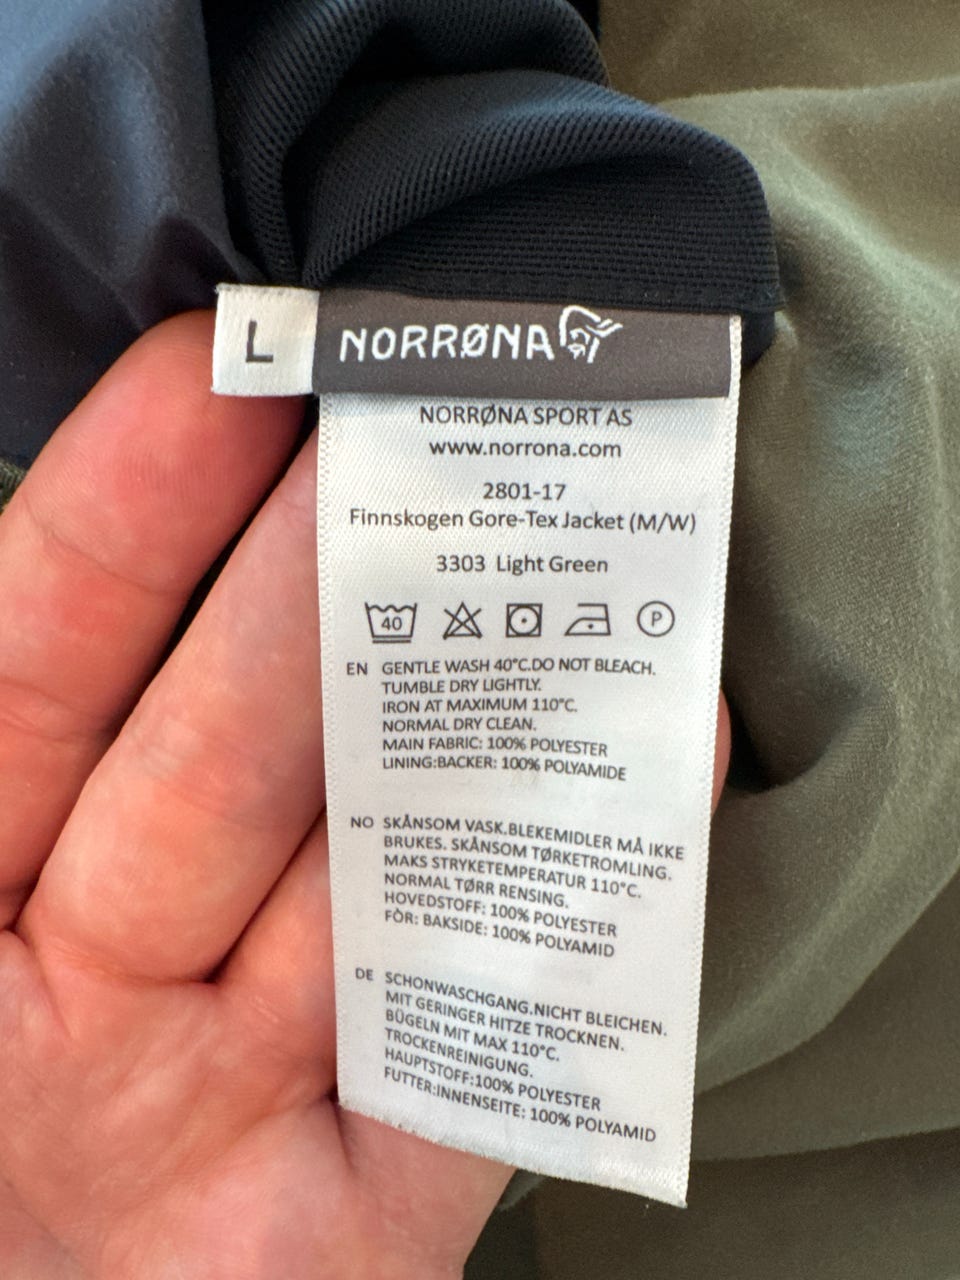 L
NORRØNA
NORRØNA SPORT AS
www.norrona.com
2801-17
Finnskogen Gore-Tex Jacket (M/W)
3303 Light Green
40
P
EN GENTLE WASH 40°C.DO NOT BLEACH.
TUMBLE DRY LIGHTLY.
IRON AT MAXIMUM 110°C.
NORMAL DRY CLEAN.
MAIN FABRIC: 100% POLYESTER
LINING:BACKER: 100% POLYAMIDE
NO SKÅNSOM VASK.BLEKEMIDLER MÅ IKKE
BRUKES. SKÅNSOM TØRKETROMLING.
MAKS STRYKETEMPERATUR 110°C.
NORMAL TØRR RENSING.
HOVEDSTOFF: 100% POLYESTER
FÒR: BAKSIDE: 100% POLYAMID
DE SCHONWASCHGANG.NICHT BLEICHEN.
MIT GERINGER HITZE TROCKNEN.
BÜGELN MIT MAX 110°C.
TROCKENREINIGUNG.
HAUPTSTOFF:100% POLYESTER
FUTTER:INNENSEITE: 100% POLYAMID